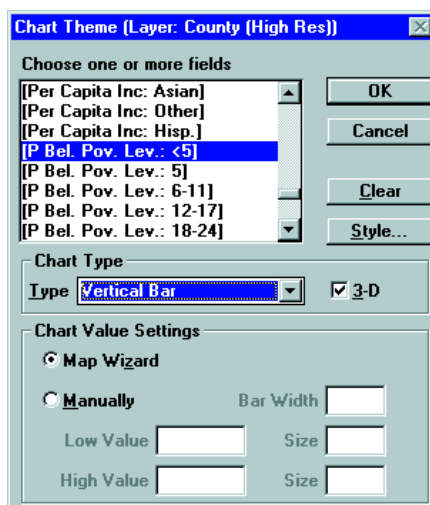 Chart Theme (Layer: County (High Res))
Choose one or more fields
[Per Capita Inc: Asian]
[Per Capita Inc: Other]
[Per Capita Inc: Hisp.]
[P Bel. Pov. Lev.: <5]
[P Bel. Pov. Lev.: 5]
[P Bel. Pov. Lev.: 6-11]
[P Bel. Pov. Lev.: 12-17]
[P Bel. Pov. Lev.: 18-24]
OK
Cancel
Clear
Style...
Chart Type
Type Vertical Bar 3-D
Chart Value Settings
Map Wizard
Manually Bar Width
Low Value Size
High Value Size